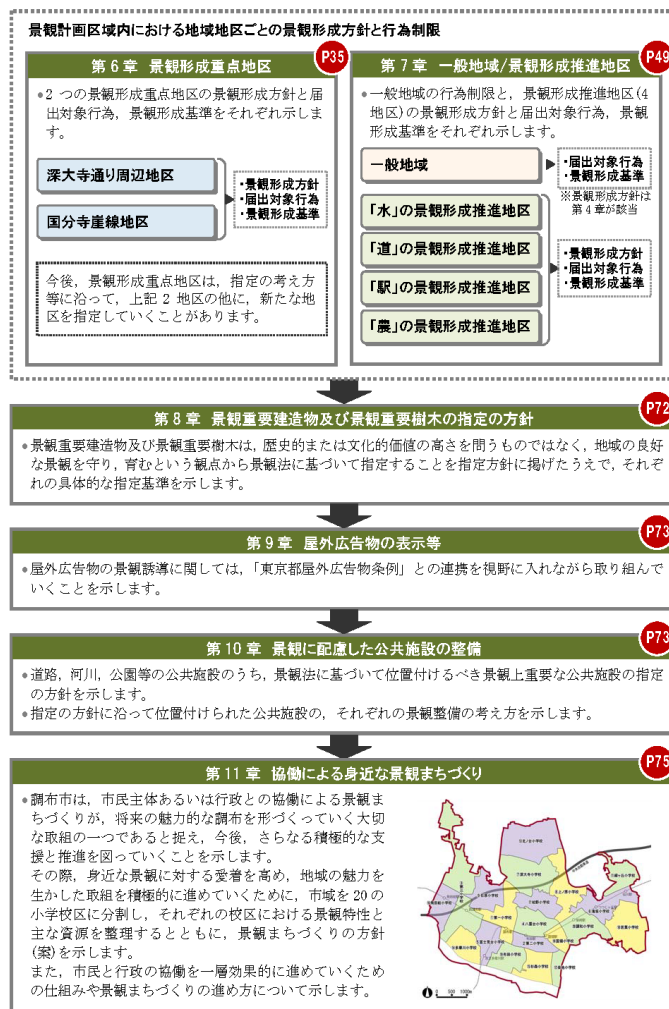 景観計画区域内における地域地区ごとの景観形成方針と行為制限
P35
第６章 景観形成重点地区
●2 つの景観形成重点地区の景観形成方針と届
出対象行為，景観形成基準をそれぞれ示しま
す。
深大寺通り周辺地区
国分寺崖線地区
・景観形成方針
・届出対象行為
・景観形成基準
今後，景観形成重点地区は，指定の考え方
等に沿って，上記 2 地区の他に，新たな地
区を指定していくことがあります。
P49
第７章 一般地域/景観形成推進地区
●一般地域の行為制限と，景観形成推進地区(4
地区)の景観形成方針と届出対象行為，景観
形成基準をそれぞれ示します。
一般地域
・届出対象行為
・景観形成基準
※景観形成方針は
第４章が該当
「水」の景観形成推進地区
「道」の景観形成推進地区
「駅」の景観形成推進地区
「農」の景観形成推進地区
・景観形成方針
・届出対象行為
・景観形成基準
P72
第８章 景観重要建造物及び景観重要樹木の指定の方針
●景観重要建造物及び景観重要樹木は，歴史的または文化的価値の高さを問うものではなく，地域の良好
な景観を守り，育むという観点から景観法に基づいて指定することを指定方針に掲げたうえで，それぞ
れの具体的な指定基準を示します。
P73
第９章 屋外広告物の表示等
●屋外広告物の景観誘導に関しては，「東京都屋外広告物条例」との連携を視野に入れながら取り組んで
いくことを示します。
P73
第10章 景観に配慮した公共施設の整備
●道路，河川，公園等の公共施設のうち，景観法に基づいて位置付けるべき景観上重要な公共施設の指定
の方針を示します。
●指定の方針に沿って位置付けられた公共施設の，それぞれの景観整備の考え方を示します。
P75
第11章 協働による身近な景観まちづくり
●調布市は，市民主体あるいは行政との協働による景観ま
ちづくりが，将来の魅力的な調布を形づくっていく大切
な取組の一つであると捉え，今後，さらなる積極的な支
援と推進を図っていくことを示します。
その際，身近な景観に対する愛着を高め，地域の魅力を
生かした取組を積極的に進めていくために，市域を 20 の
小学校区に分割し，それぞれの校区における景観特性と
主な資源を整理するとともに，景観まちづくりの方針
(案)を示します。
また，市民と行政の協働を一層効果的に進めていくため
の仕組みや景観まちづくりの進め方について示します。
0 500 1000m